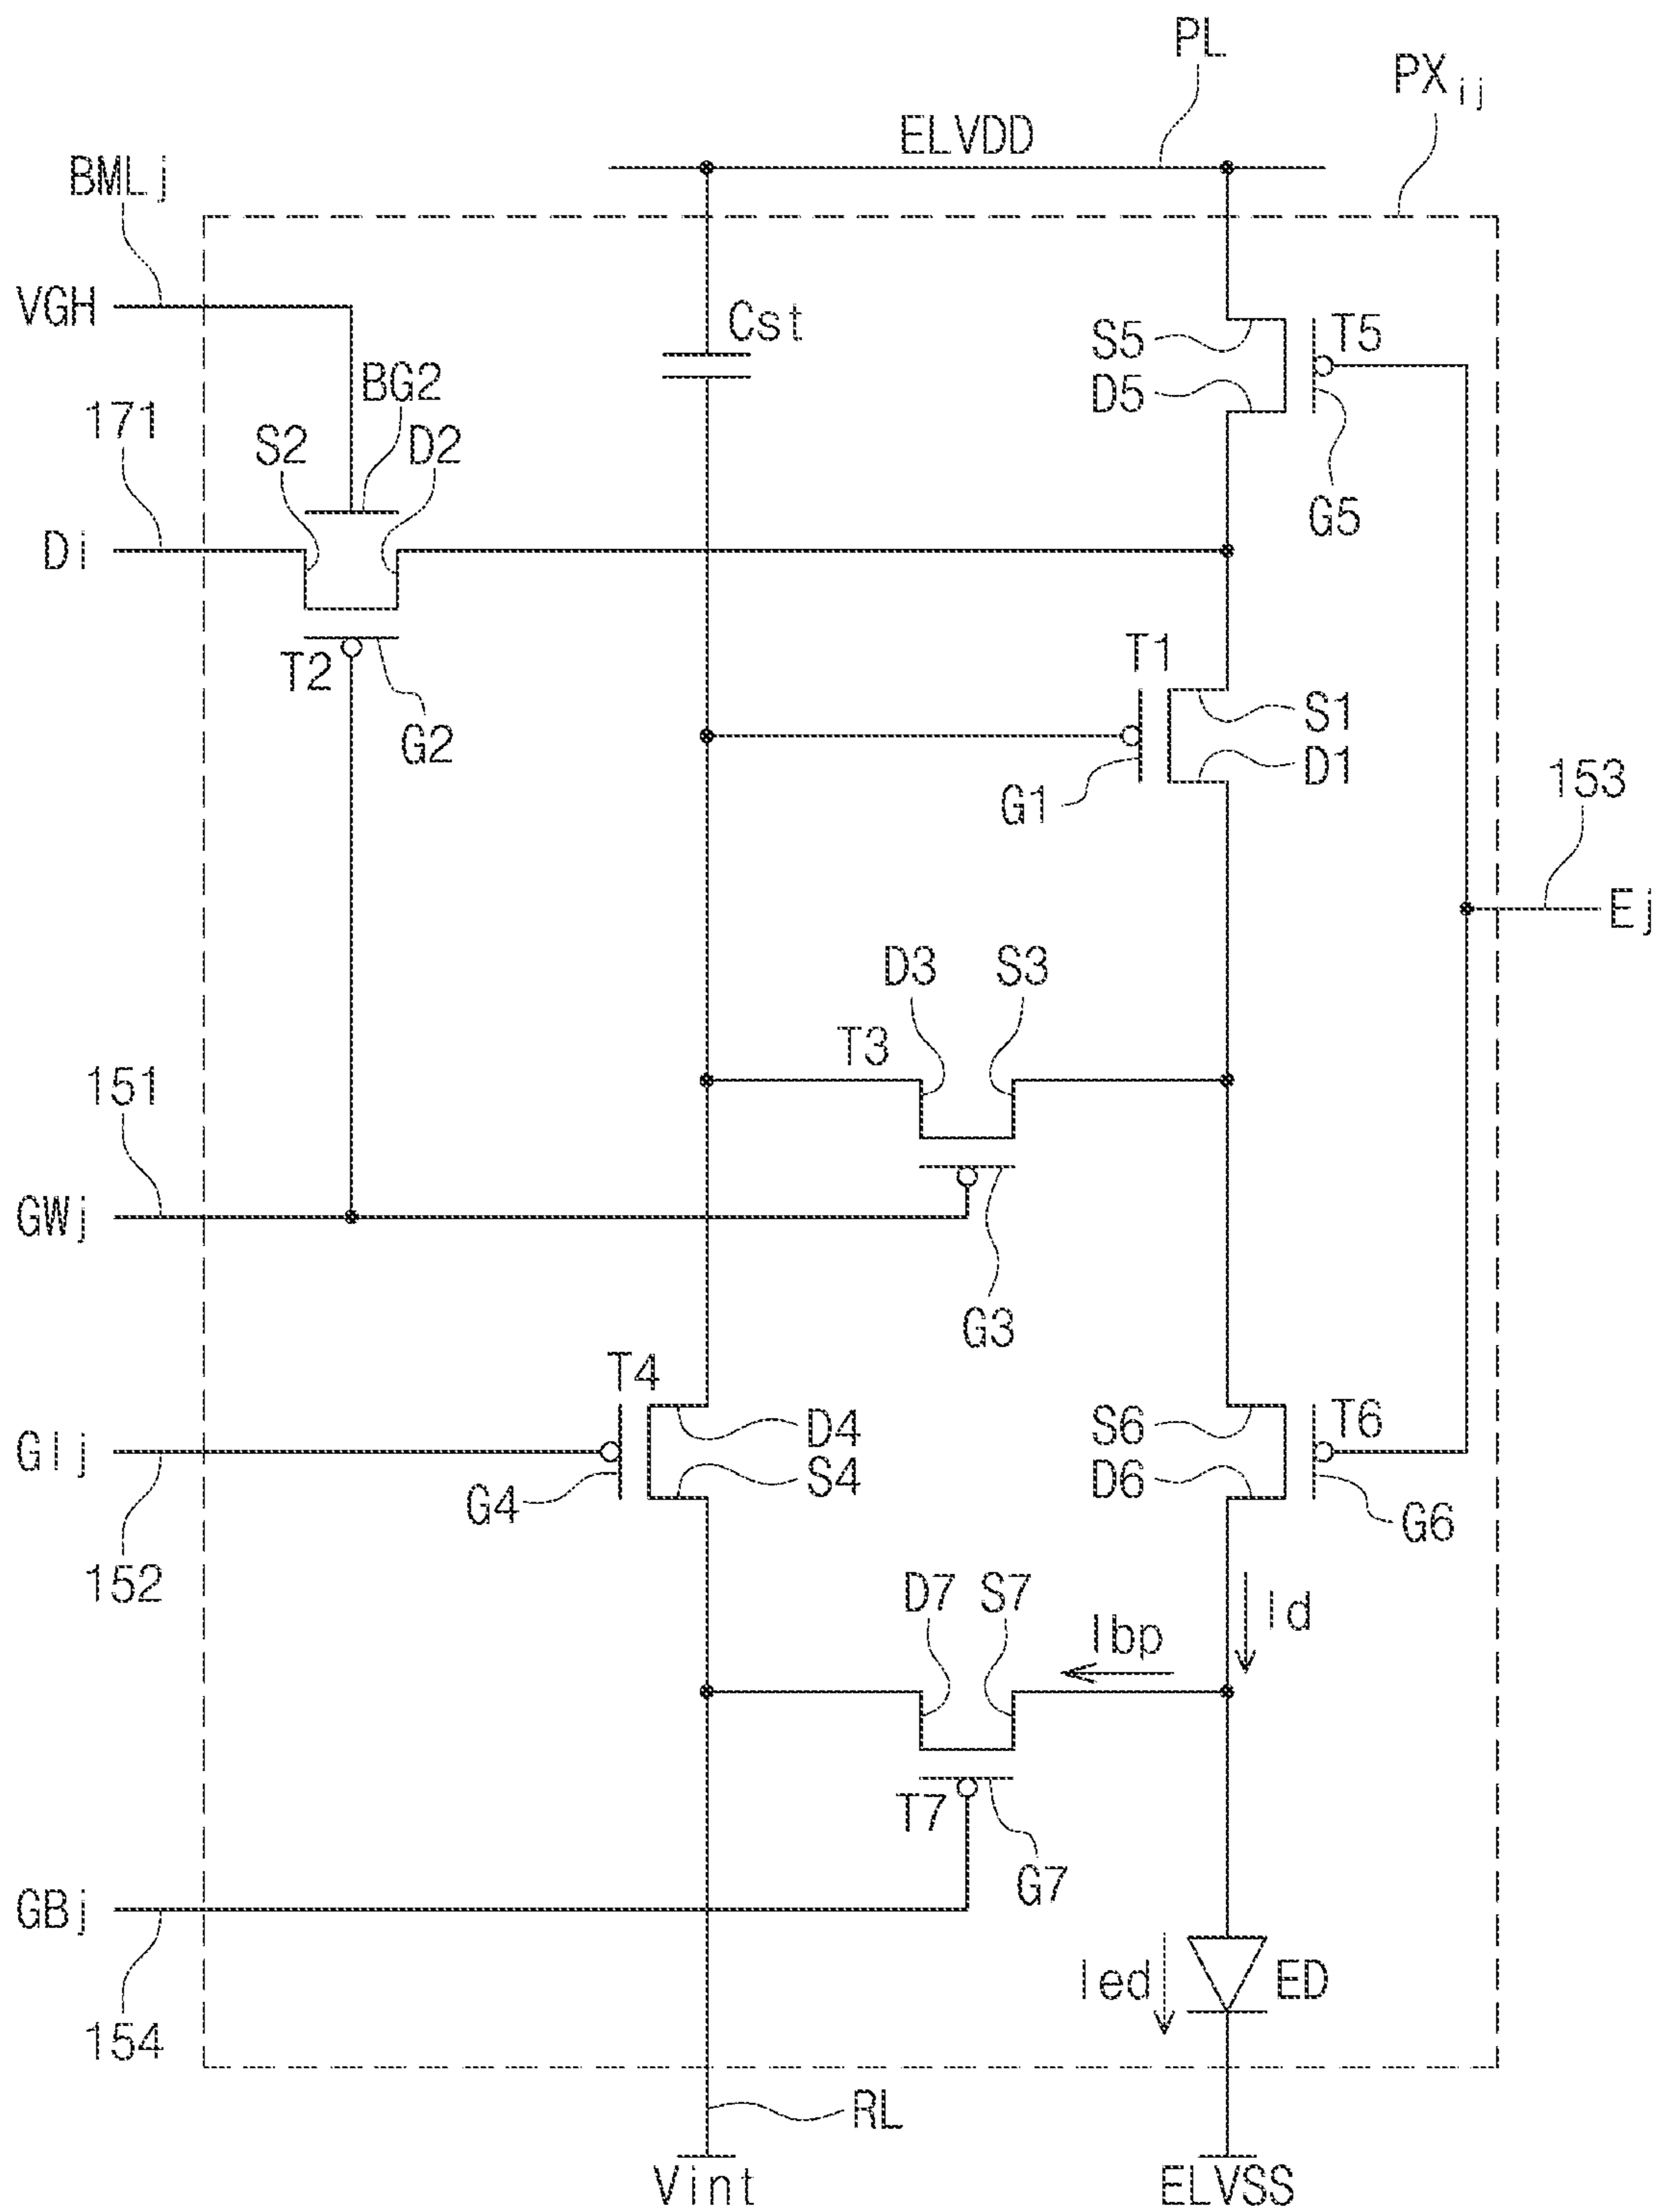 PL
PXij
ELVDD
BMLj
VGH
Cst
T5
S5
D5
BG2
171
S2
D2
G5
Di
T1
T2
S1
G2
D1
G1
153
Ej
D3
S3
T3
151
GWj
G3
T4
D4
S6
T6
GIj
S4
D6
G4
G6
152
D7
S7
Id
Ibp
T7
G7
GBj
Ied
ED
154
RL
Vint
ELVSS